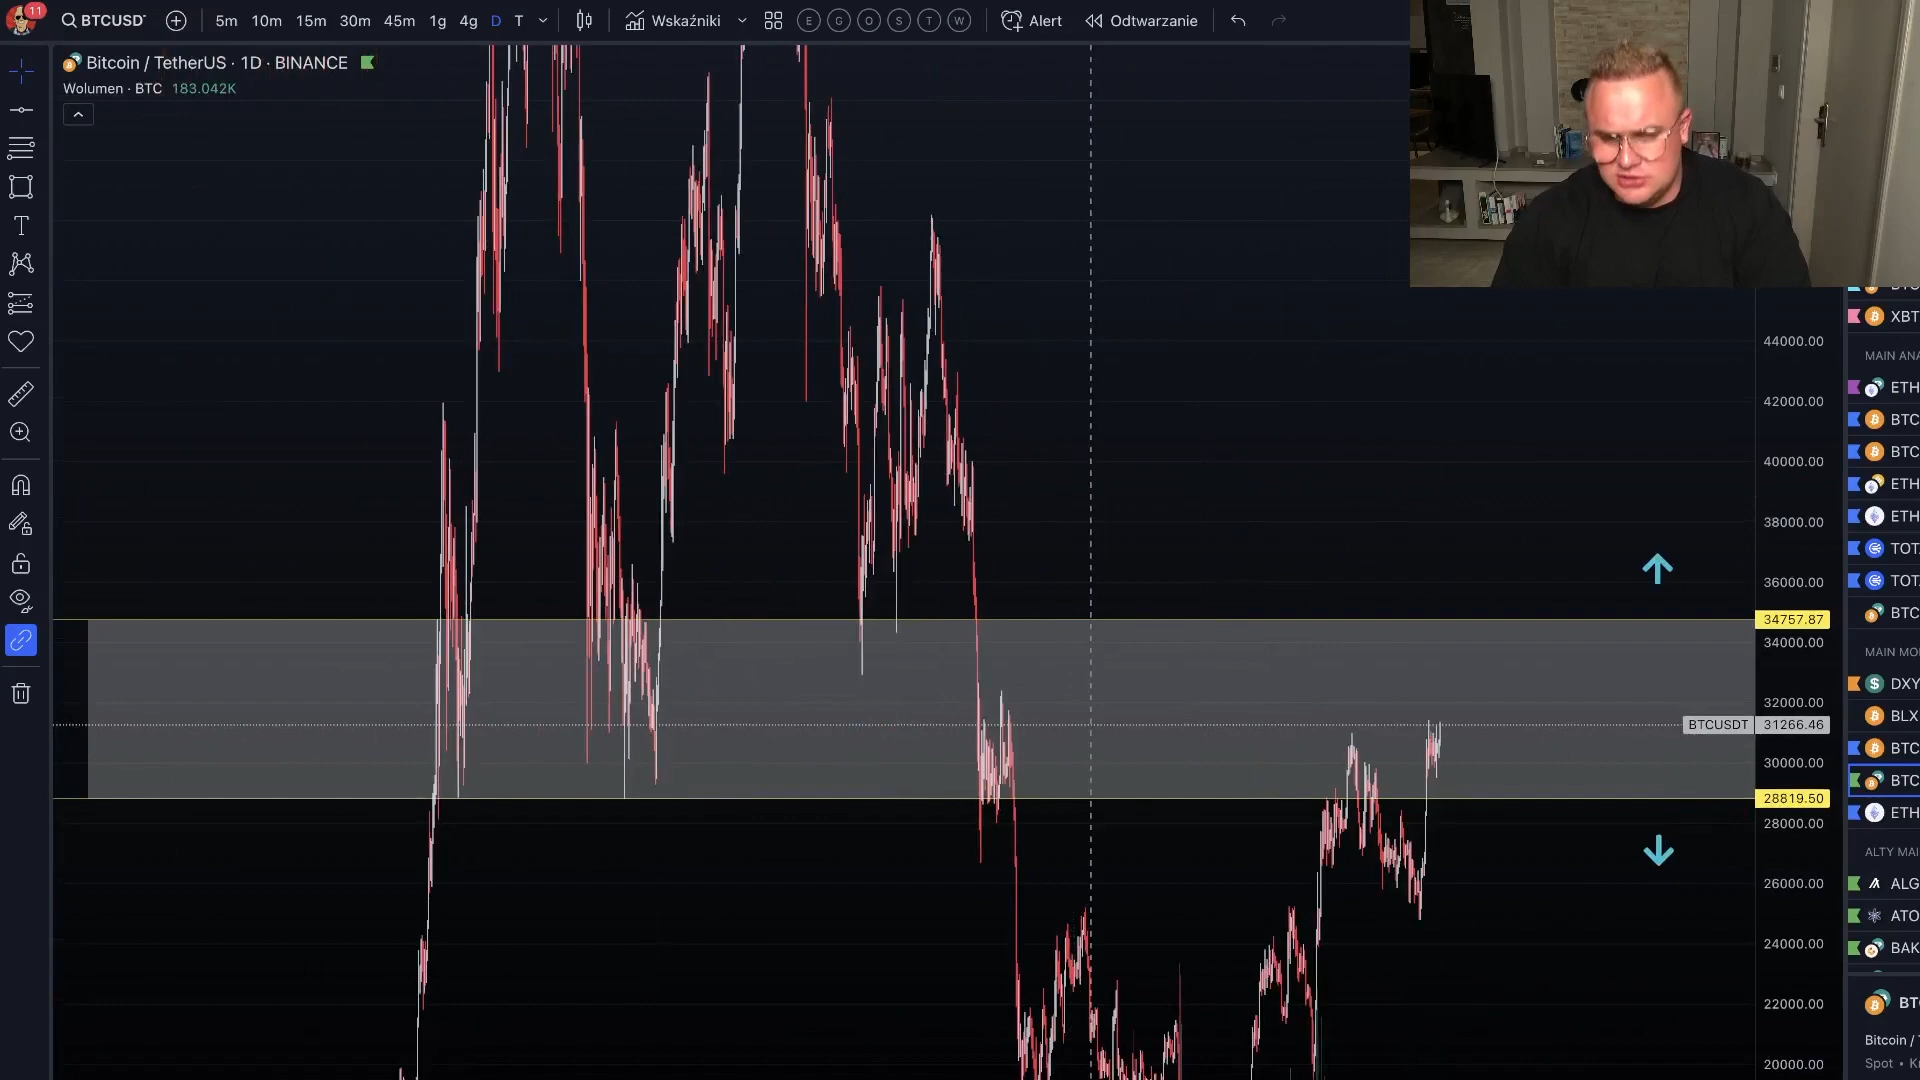 11
BTCUSD
5m 10m 15m 30m 45m 1g 4g D T
Wskaźniki
E G O S T W
Alert
Odtwarzanie
Bitcoin / TetherUS · 1D · BINANCE
Wolumen · BTC 183.042K
T
44000.00
42000.00
40000.00
38000.00
36000.00
34757.87
34000.00
32000.00
BTCUSDT 31266.46
30000.00
28819.50
28000.00
26000.00
24000.00
22000.00
20000.00
XBT
MAIN ANA
ETH
BTC
BTC
ETH
ETH
TOT
TOT
BTC
MAIN MO
DXY
BLX
BTC
BTC
ETH
ALTY MAI
ALG
ATO
BAK
BT
Bitcoin /
Spot